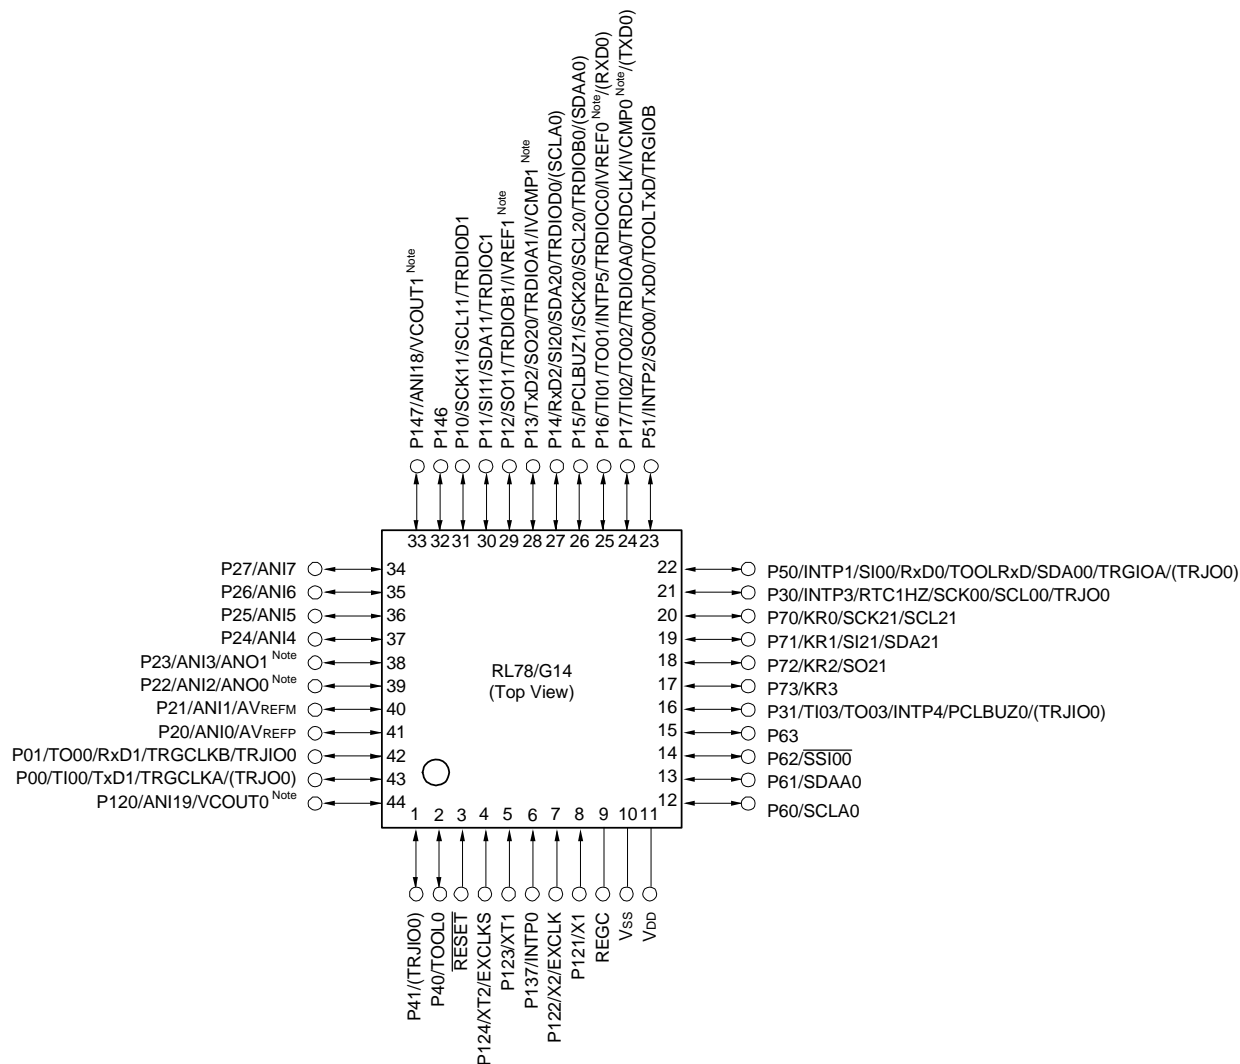 P147/ANI18/VCOUT1 Note
P146
P10/SCK11/SCL11/TRDIOD1
P11/SI11/SDA11/TRDIOC1
P12/SO11/TRDIOB1/IVREF1 Note
P13/TxD2/SO20/TRDIOA1/IVCMP1 Note
P14/RxD2/SI20/SDA20/TRDIOD0/(SCLA0)
P15/PCLBUZ1/SCK20/SCL20/TRDIOB0/(SDAA0)
P16/TI01/TO01/INTP5/TRDIOC0/IVREF0 Note/(RXD0)
P17/TI02/TO02/TRDIOA0/TRDCLK/IVCMP0 Note/(TXD0)
P51/INTP2/SO00/TxD0/TOOLTxD/TRGIOB
33 32 31 30 29 28 27 26 25 24 23
P27/ANI7 34
P26/ANI6 35
P25/ANI5 36
P24/ANI4 37
P23/ANI3/ANO1 Note 38
P22/ANI2/ANO0 Note 39
P21/ANI1/AVREFM 40
P20/ANI0/AVREFP 41
P01/TO00/RxD1/TRGCLKB/TRJIO0 42
P00/TI00/TxD1/TRGCLKA/(TRJO0) 43
P120/ANI19/VCOUT0 Note 44
RL78/G14
(Top View)
22 P50/INTP1/SI00/RxD0/TOOLRxD/SDA00/TRGIOA/(TRJO0)
21 P30/INTP3/RTC1HZ/SCK00/SCL00/TRJO0
20 P70/KR0/SCK21/SCL21
19 P71/KR1/SI21/SDA21
18 P72/KR2/SO21
17 P73/KR3
16 P31/TI03/TO03/INTP4/PCLBUZ0/(TRJIO0)
15 P63
14 P62/SSI00
13 P61/SDAA0
12 P60/SCLA0
1 2 3 4 5 6 7 8 9 10 11
P41/(TRJIO0)
P40/TOOL0
RESET
P124/XT2/EXCLKS
P123/XT1
P137/INTP0
P122/X2/EXCLK
P121/X1
REGC
VSS
VDD